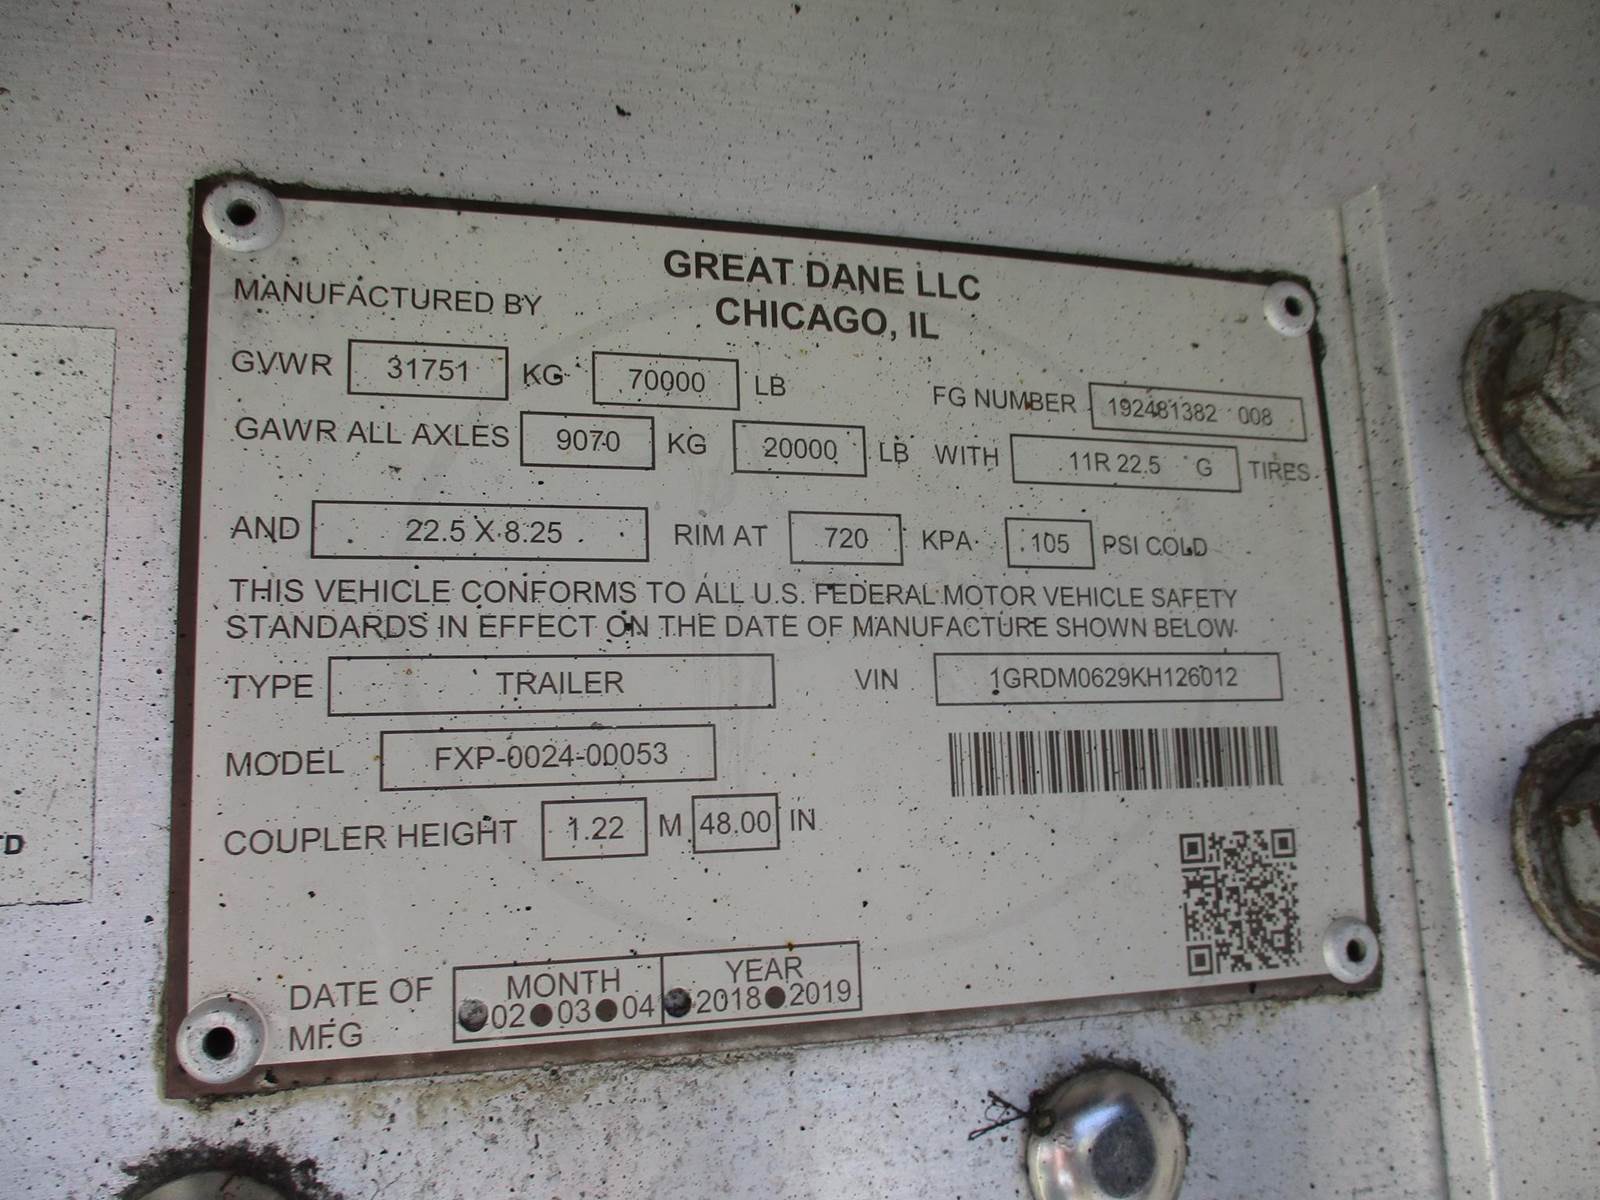 GREAT DANE LLC
MANUFACTURED BY CHICAGO, IL
GVWR 31751 KG 70000 LB FG NUMBER 192481382 008
GAWR ALL AXLES 9070 KG 20000 LB WITH 11R 22.5 G TIRES
AND 22.5 X 8.25 RIM AT 720 KPA 105 PSI COLD
THIS VEHICLE CONFORMS TO ALL U.S. FEDERAL MOTOR VEHICLE SAFETY
STANDARDS IN EFFECT ON THE DATE OF MANUFACTURE SHOWN BELOW
TYPE TRAILER VIN 1GRDM0629KH126012
MODEL FXP-0024-00053
COUPLER HEIGHT 1.22 M 48.00 IN
TD
DATE OF MONTH YEAR
MFG 02 03 04 2018 2019